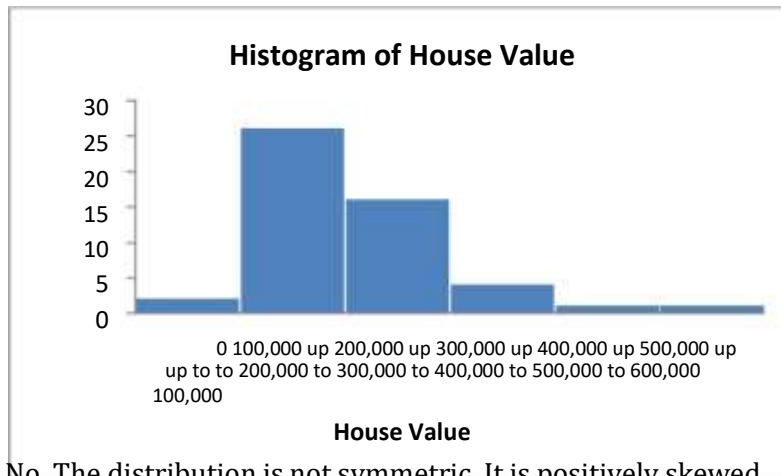 Histogram of House Value
30
25
20
15
10
5
0
0 100,000 up 200,000 up 300,000 up 400,000 up 500,000 up
up to to 200,000 to 300,000 to 400,000 to 500,000 to 600,000
100,000
House Value
No. The distribution is not symmetric. It is positively skewed.